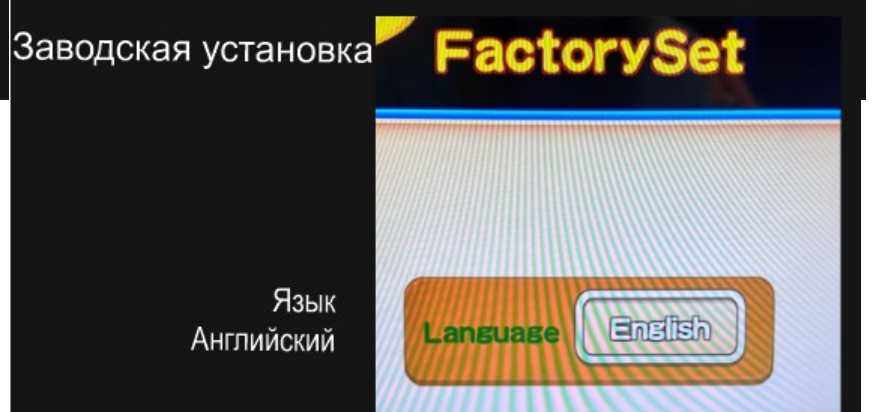 Заводская установка
FactorySet
Язык
Английский
Language English